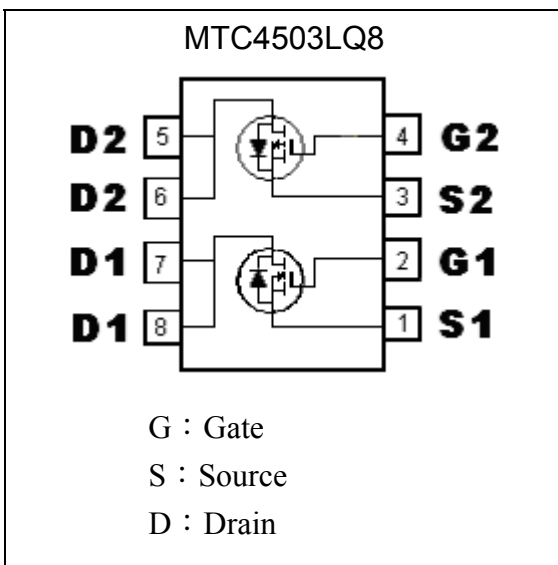 MTC4503LQ8
D2 5 4 G2
D2 6 3 S2
D1 7 2 G1
D1 8 1 S1
G：Gate
S：Source
D：Drain